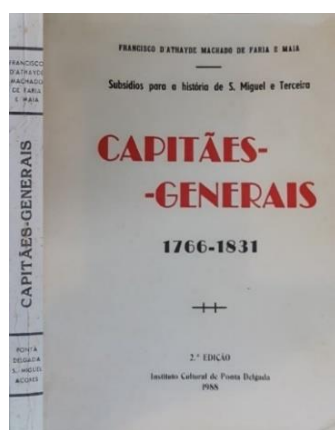 FRANCISCO D'ATHAYDE MACHADO DE FARIA E MAIA
Subsídios para a história de S. Miguel e Terceira
CAPITÃES-
-GENERAIS
1766-1831
2.ª EDIÇÃO
Instituto Cultural de Ponta Delgada
1988
FRANCISCO
D'ATHAYDE
MACHADO
DE FARIA
E MAIA
CAPITÃES-GENERAIS
PONTA
DELGADA
S. MIGUEL
AÇORES